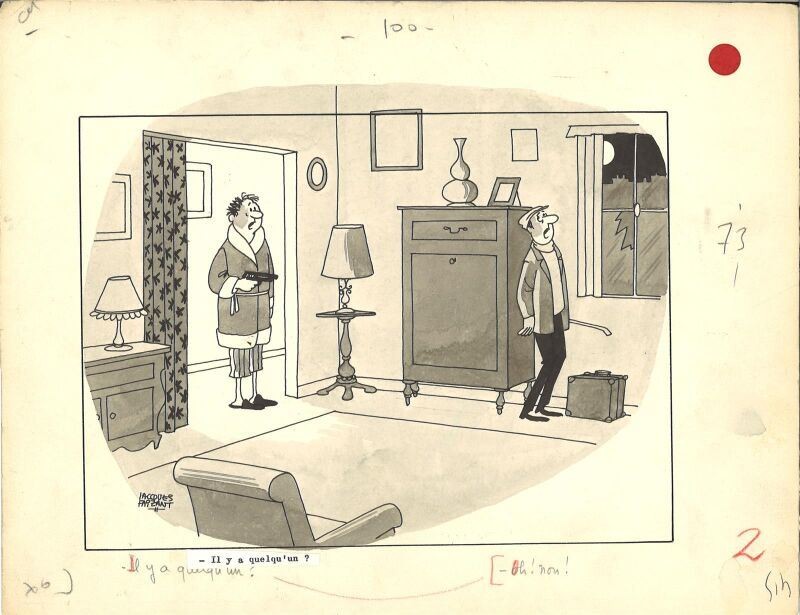 - 100 -
73
JACQUES
FAIZANT
- Il y a quelqu'un ?
- Il y a quelqu'un ?
[- Oh ! non !
2